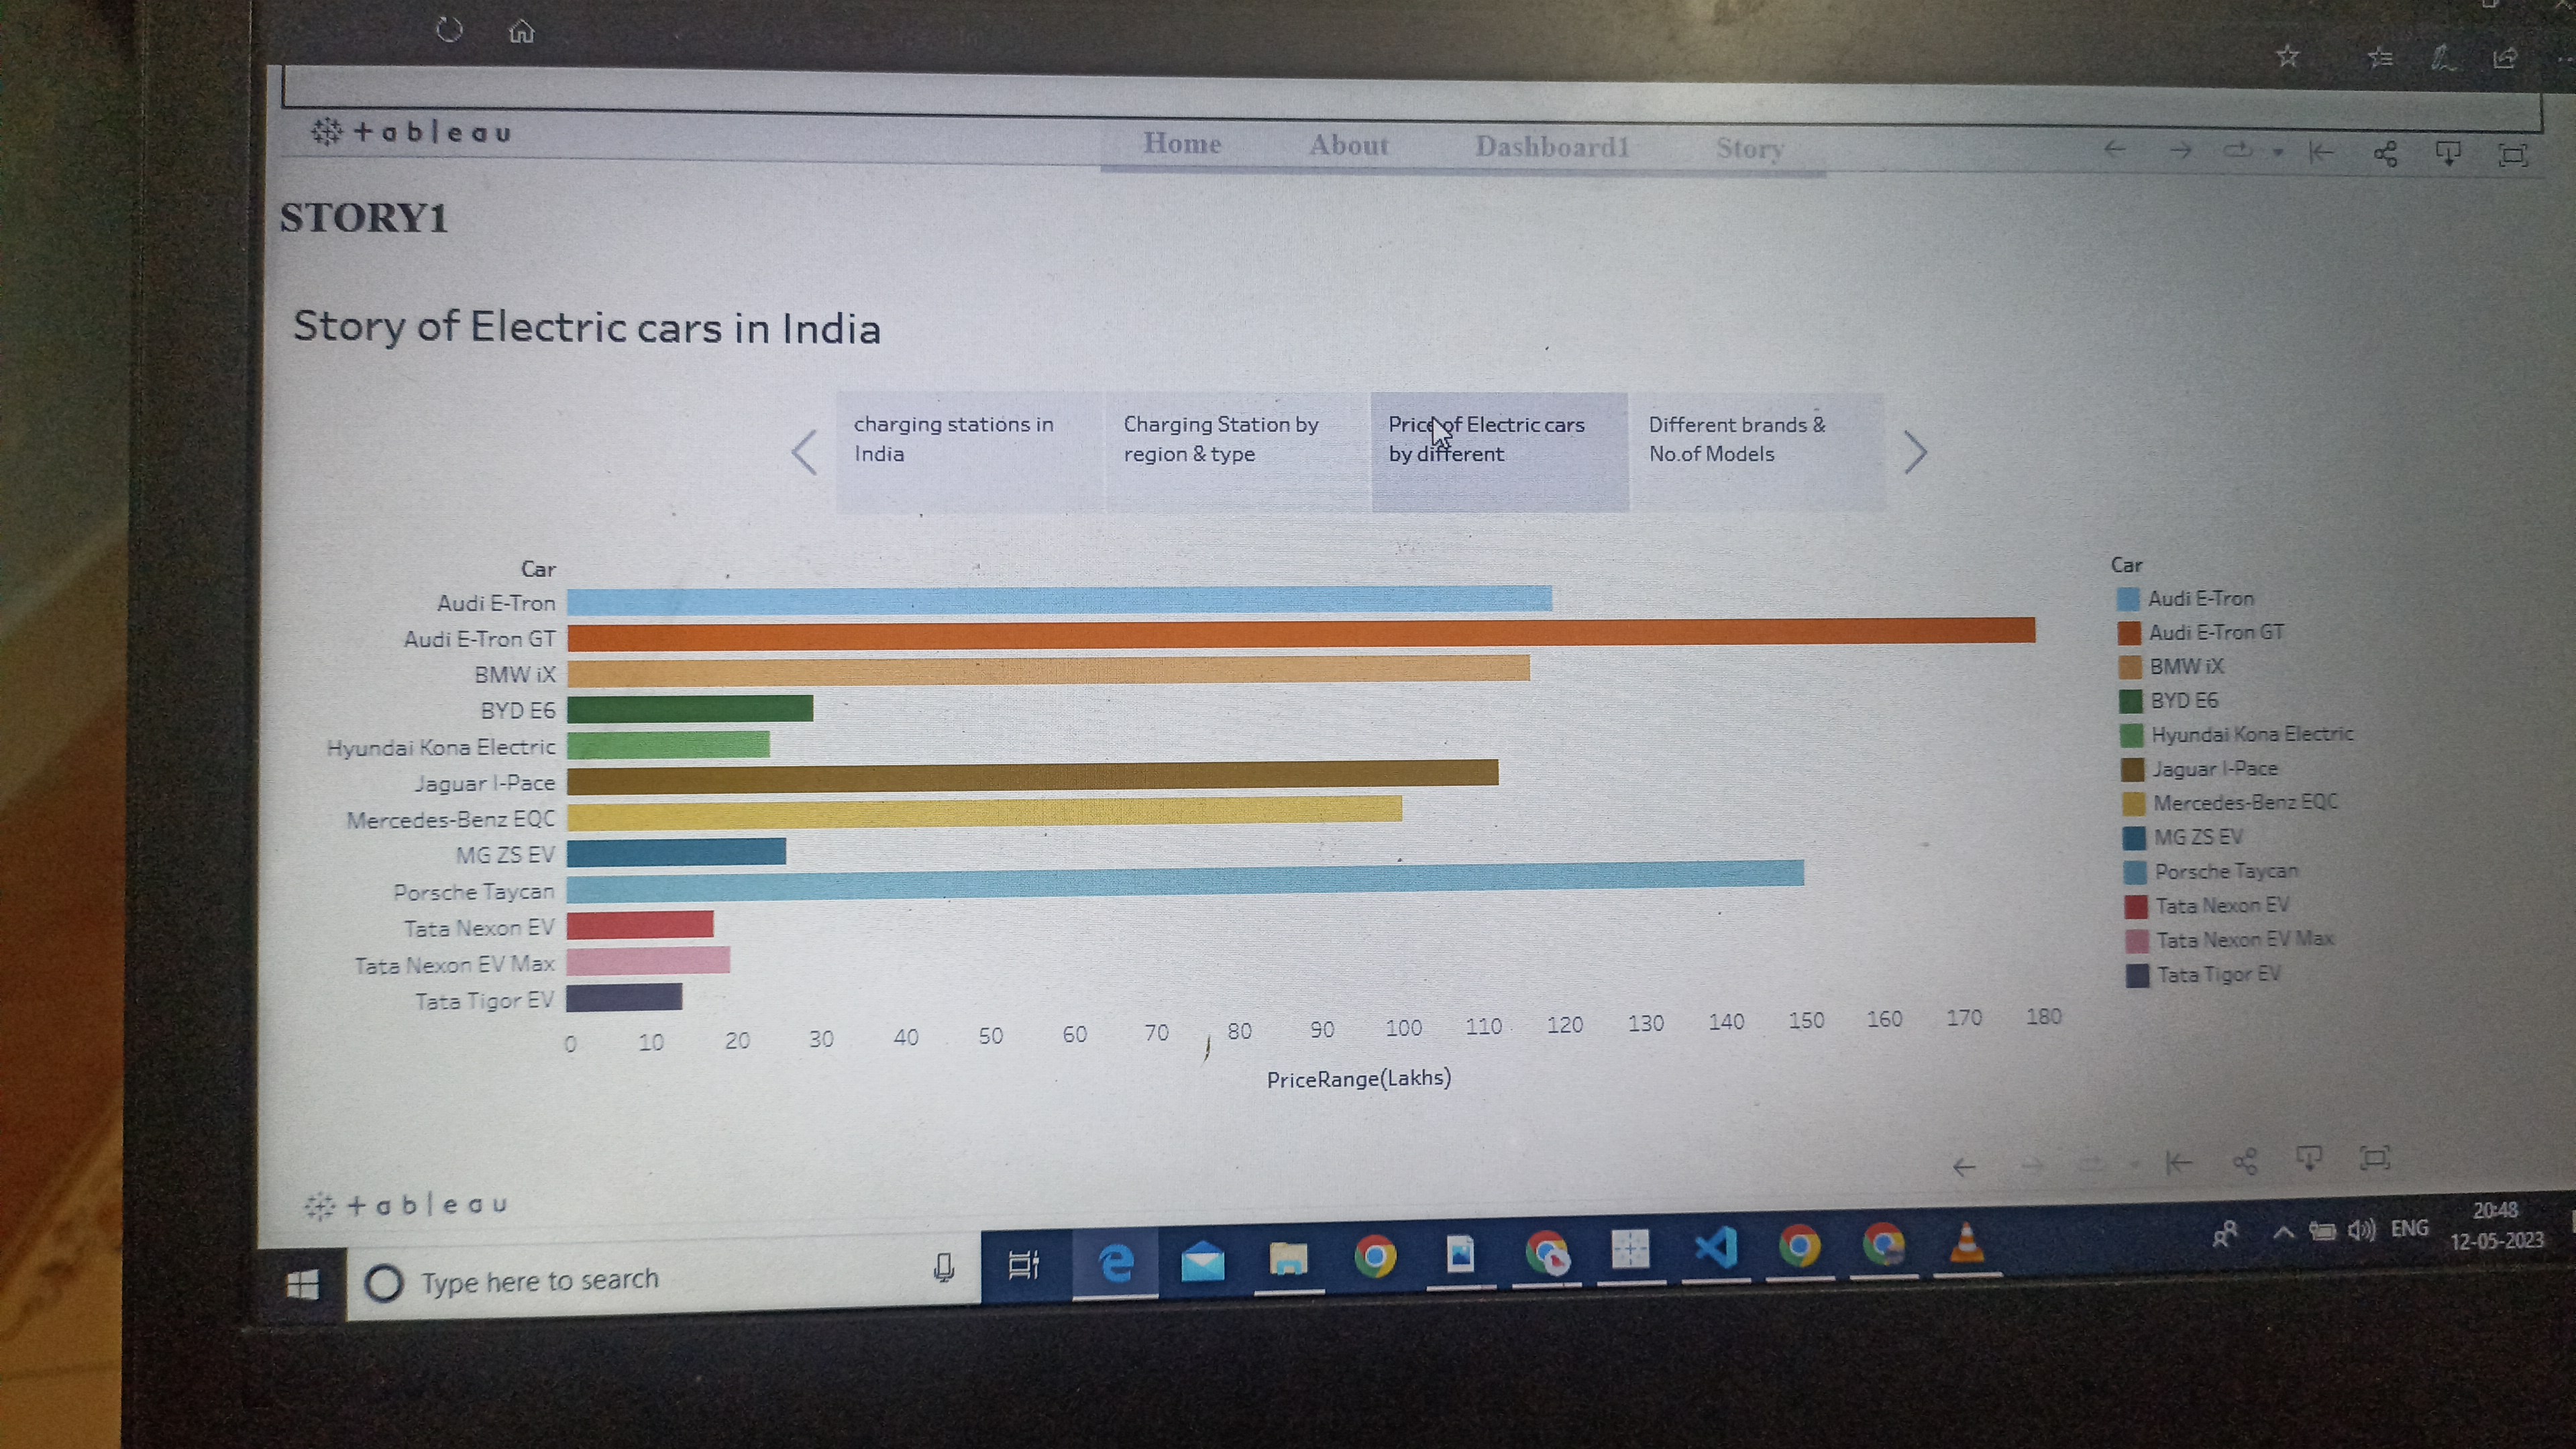 +ableau
Home About Dashboard1 Story
STORY1
Story of Electric cars in India
charging stations in
India
Charging Station by
region & type
Price of Electric cars
by different
Different brands &
No.of Models
Car
Audi E-Tron
Audi E-Tron GT
BMW iX
BYD E6
Hyundai Kona Electric
Jaguar I-Pace
Mercedes-Benz EQC
MG ZS EV
Porsche Taycan
Tata Nexon EV
Tata Nexon EV Max
Tata Tigor EV
0 10 20 30 40 50 60 70 80 90 100 110 120 130 140 150 160 170 180
PriceRange(Lakhs)
Car
Audi E-Tron
Audi E-Tron GT
BMW iX
BYD E6
Hyundai Kona Electric
Jaguar I-Pace
Mercedes-Benz EQC
MG ZS EV
Porsche Taycan
Tata Nexon EV
Tata Nexon EV Max
Tata Tigor EV
+ableau
Type here to search
ENG
20:48
12-05-2023